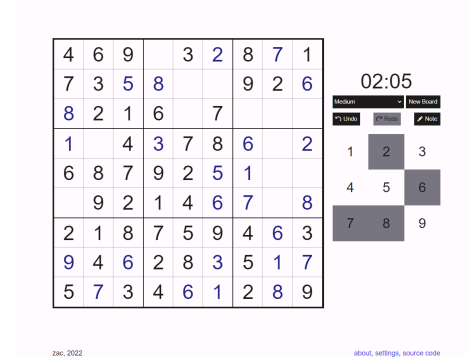 4 6 9 3 2 8 7 1
02:05
7 3 5 8 9 2 6
Medium New Board
8 2 1 6 7
Undo Redo Note
1 4 3 7 8 6 2
1 2 3
6 8 7 9 2 5 1
4 5 6
9 2 1 4 6 7 8
7 8 9
2 1 8 7 5 9 4 6 3
9 4 6 2 8 3 5 1 7
5 7 3 4 6 1 2 8 9
zac, 2022
about, settings, source code